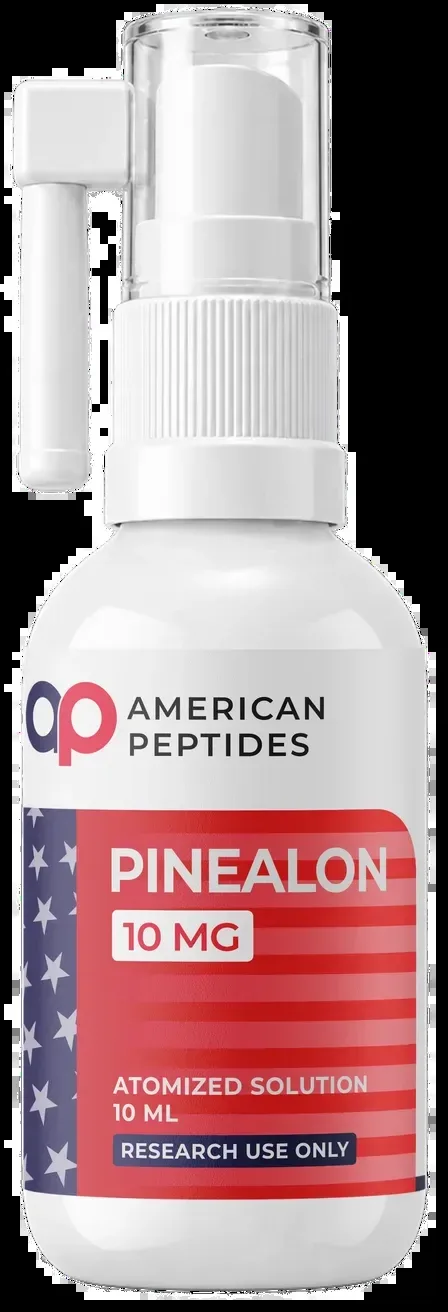 ap AMERICAN
PEPTIDES
PINEALON
10 MG
ATOMIZED SOLUTION
10 ML
RESEARCH USE ONLY